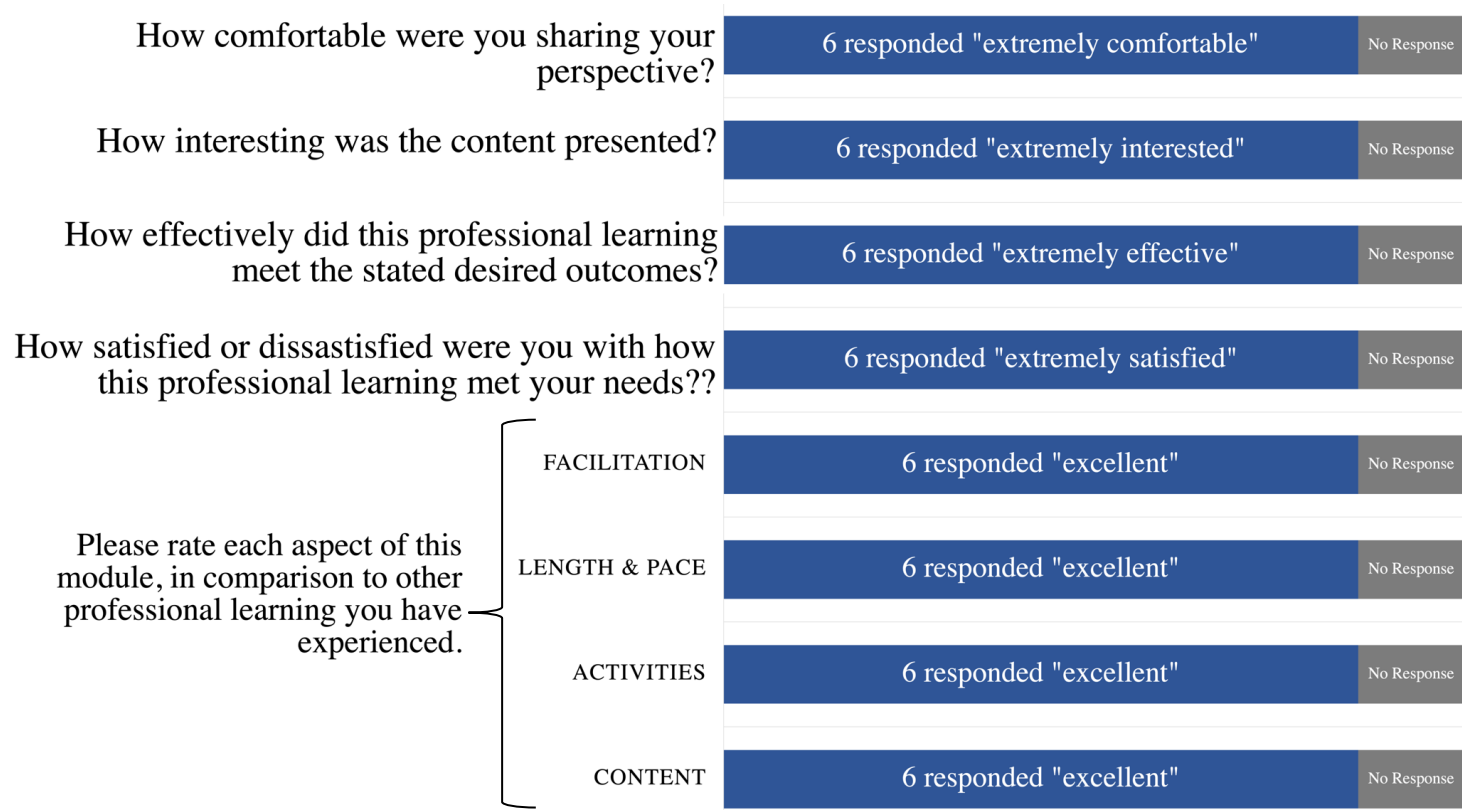 How comfortable were you sharing your
perspective?
6 responded "extremely comfortable"
No Response
How interesting was the content presented?
6 responded "extremely interested"
No Response
How effectively did this professional learning
meet the stated desired outcomes?
6 responded "extremely effective"
No Response
How satisfied or dissastisfied were you with how
this professional learning met your needs??
6 responded "extremely satisfied"
No Response
Please rate each aspect of this
module, in comparison to other
professional learning you have
experienced.
FACILITATION
6 responded "excellent"
No Response
LENGTH & PACE
6 responded "excellent"
No Response
ACTIVITIES
6 responded "excellent"
No Response
CONTENT
6 responded "excellent"
No Response